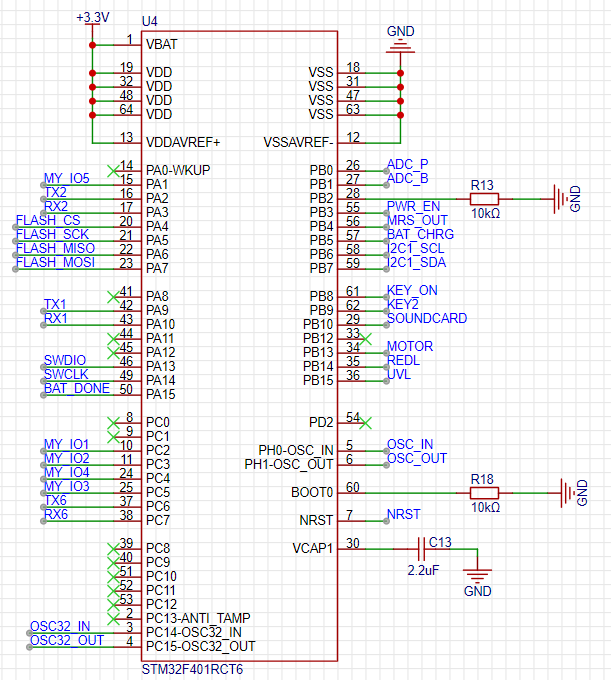 +3.3V
U4
GND
1 VBAT
19 VDD VSS 18
32 VDD VSS 31
48 VDD VSS 47
64 VDD VSS 63
13 VDDAVREF+ VSSAVREF- 12
14 PA0-WKUP PB0 26 ADC_P
MY_IO5 15 PA1 PB1 27 ADC_B
TX2 16 PA2 PB2 28 R13 10kΩ GND
RX2 17 PA3 PB3 55 PWR_EN
FLASH_CS 20 PA4 PB4 56 MRS_OUT
FLASH_SCK 21 PA5 PB5 57 BAT_CHRG
FLASH_MISO 22 PA6 PB6 58 I2C1_SCL
FLASH_MOSI 23 PA7 PB7 59 I2C1_SDA
41 PA8 PB8 61 KEY_ON
TX1 42 PA9 PB9 62 KEY2
RX1 43 PA10 PB10 29 SOUNDCARD
44 PA11 PB12 33
45 PA12 PB13 34 MOTOR
SWDIO 46 PA13 PB14 35 REDL
SWCLK 49 PA14 PB15 36 UVL
BAT_DONE 50 PA15
8 PC0 PD2 54
9 PC1
MY_IO1 10 PC2 PH0-OSC_IN 5 OSC_IN
MY_IO2 11 PC3 PH1-OSC_OUT 6 OSC_OUT
MY_IO4 24 PC4
MY_IO3 25 PC5 BOOT0 60 R18 10kΩ GND
TX6 37 PC6
RX6 38 PC7 NRST 7 NRST
39 PC8 VCAP1 30 C13 2.2uF GND
40 PC9
51 PC10
52 PC11
53 PC12
2 PC13-ANTI_TAMP
OSC32_IN 3 PC14-OSC32_IN
OSC32_OUT 4 PC15-OSC32_OUT
STM32F401RCT6